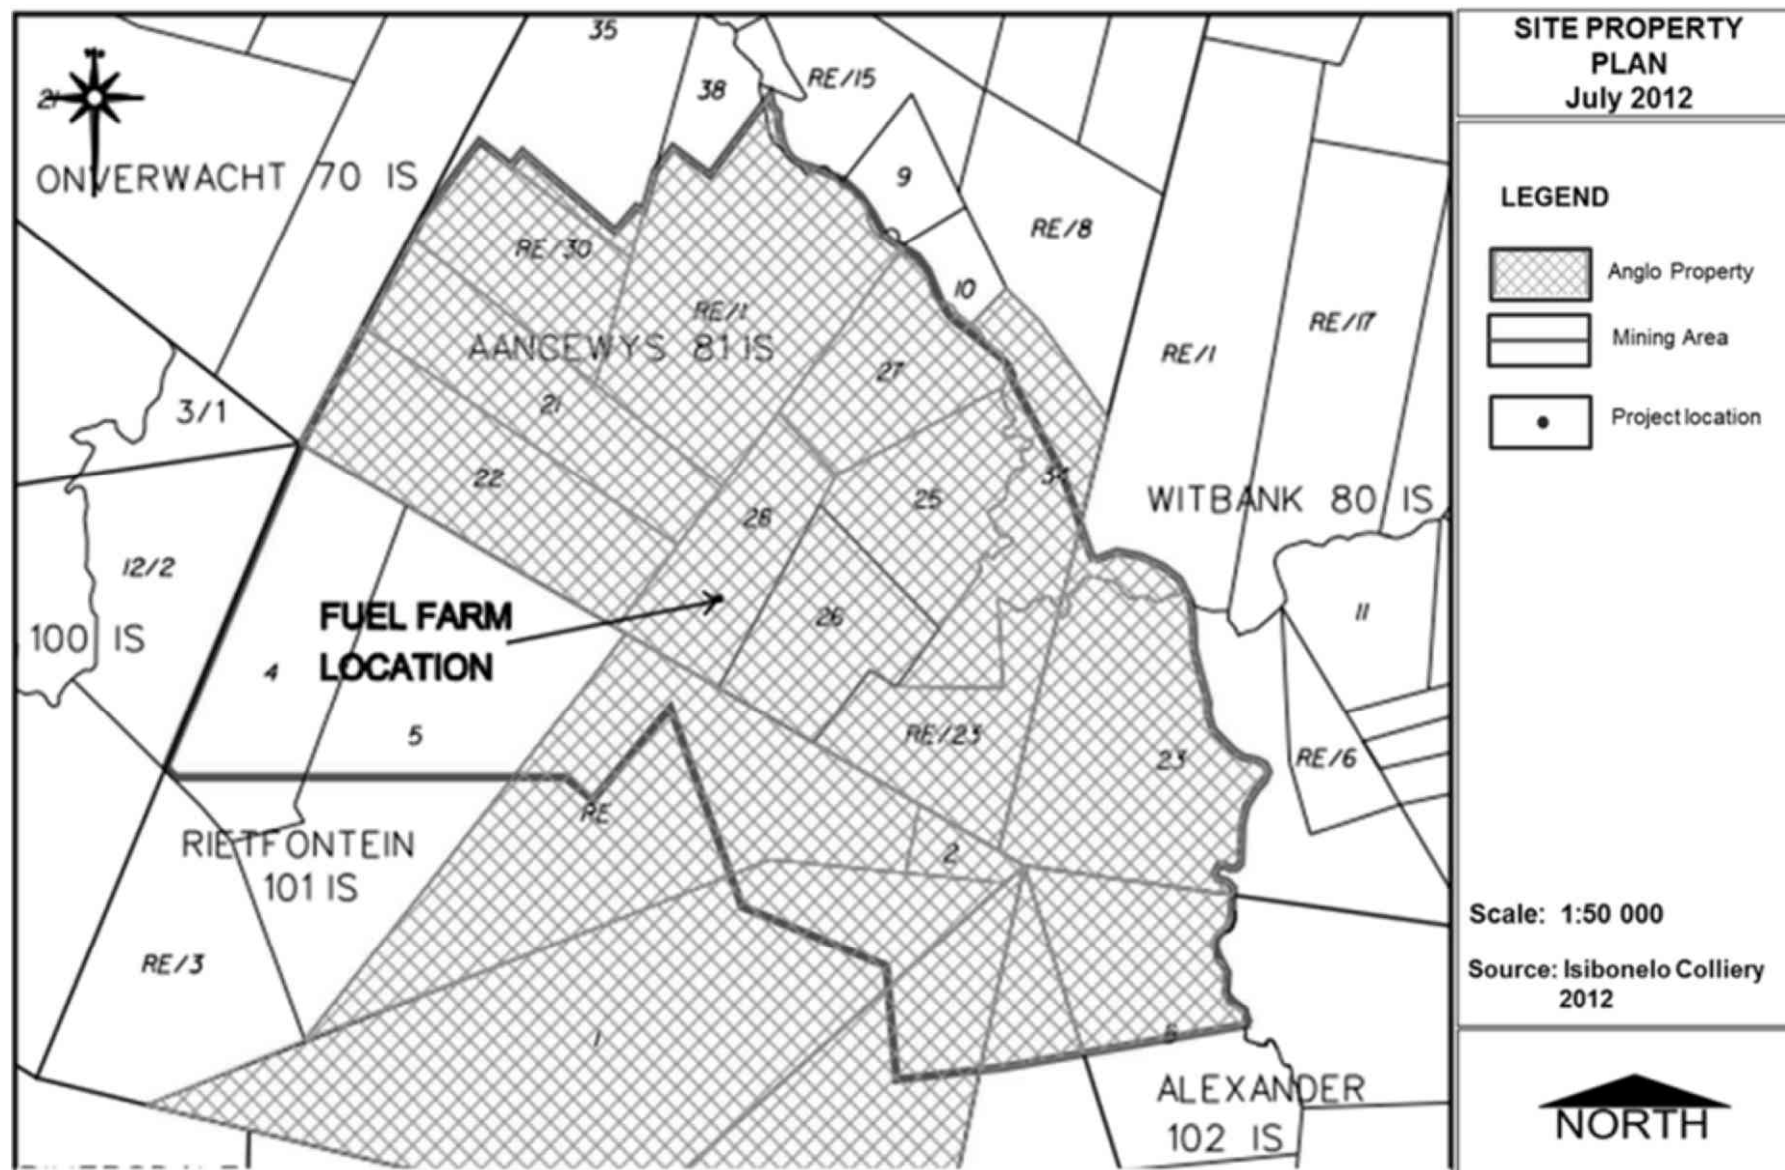 35
38
RE/15
21
ONVERWACHT 70 IS
9
RE/8
RE/30
10
RE/1
RE/17
AANGEWYS 81 IS
RE/1
27
3/1
21
22
28
25
34
WITBANK 80 IS
12/2
100 IS
FUEL FARM
LOCATION
26
11
4
5
RE/23
23
RE/6
RE
RIETFONTEIN
101 IS
2
RE/3
1
ALEXANDER
102 IS
SITE PROPERTY
PLAN
July 2012
LEGEND
Anglo Property
Mining Area
Project location
Scale: 1:50 000
Source: Isibonelo Colliery
2012
NORTH